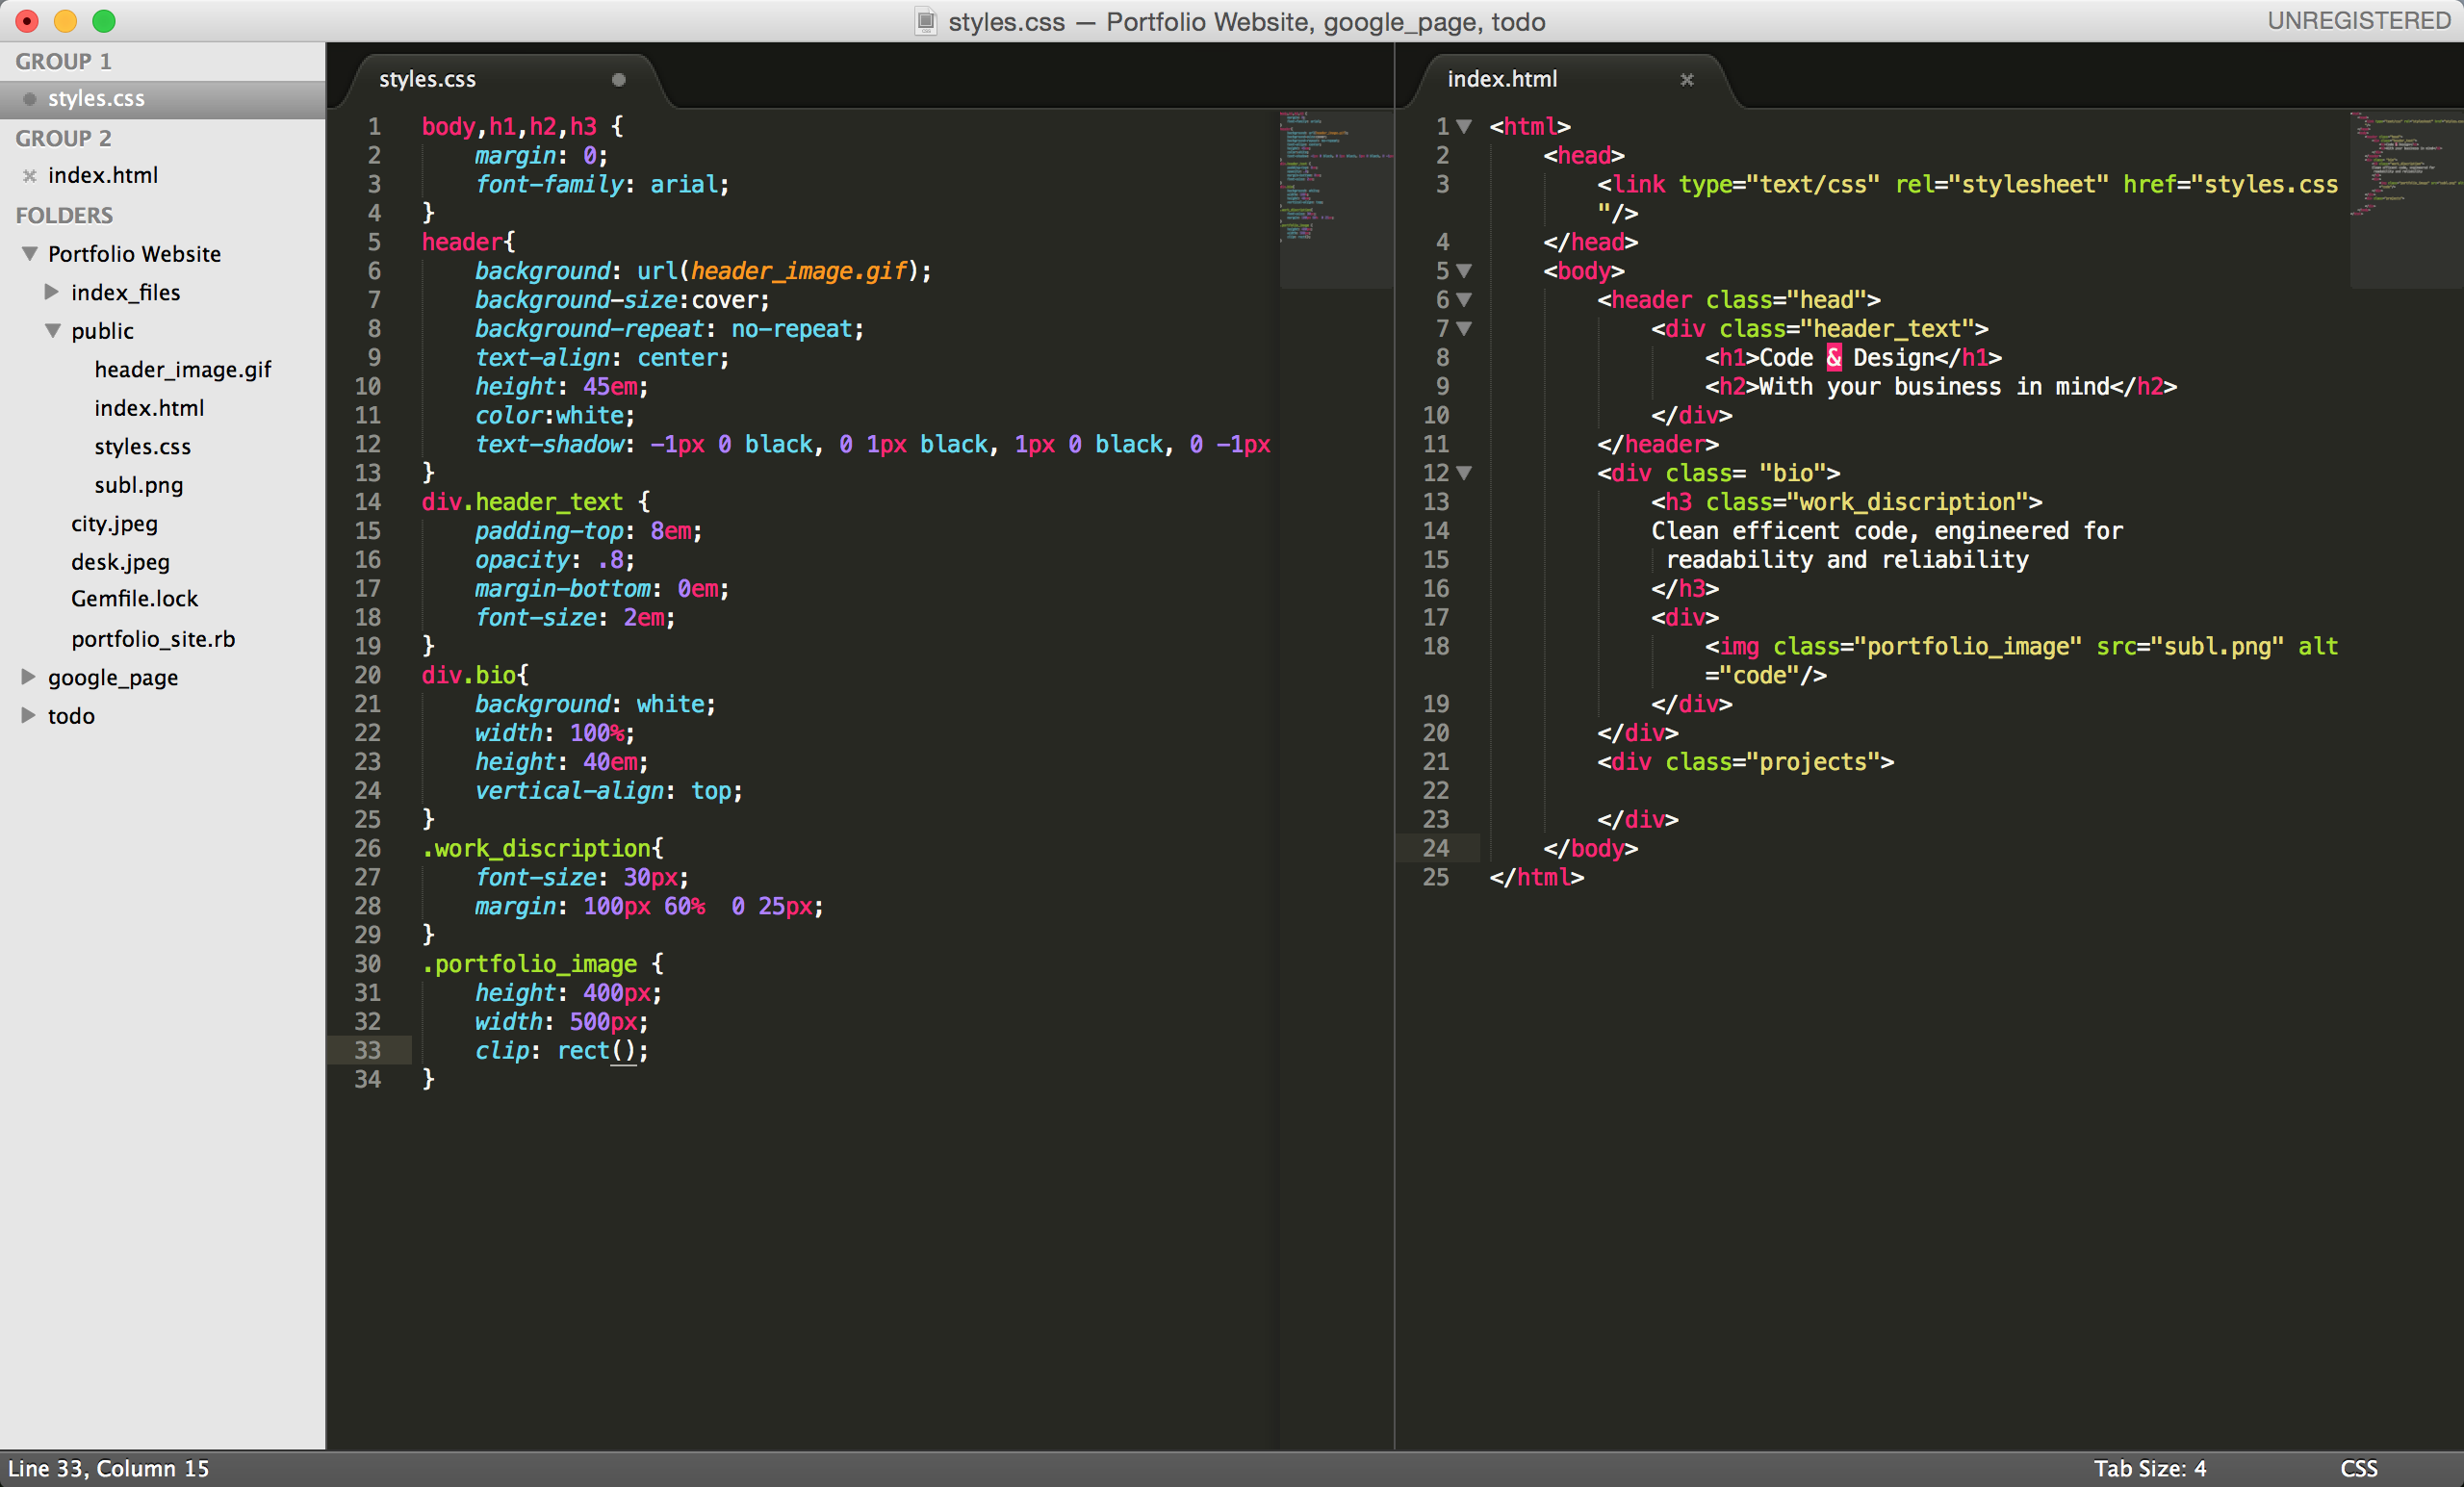 styles.css — Portfolio Website, google_page, todo
UNREGISTERED
GROUP 1
styles.css
GROUP 2
index.html
FOLDERS
Portfolio Website
index_files
public
header_image.gif
index.html
styles.css
subl.png
city.jpeg
desk.jpeg
Gemfile.lock
portfolio_site.rb
google_page
todo
styles.css
1 body,h1,h2,h3 {
2     margin: 0;
3     font-family: arial;
4 }
5 header{
6     background: url(header_image.gif);
7     background-size:cover;
8     background-repeat: no-repeat;
9     text-align: center;
10     height: 45em;
11     color:white;
12     text-shadow: -1px 0 black, 0 1px black, 1px 0 black, 0 -1px
13 }
14 div.header_text {
15     padding-top: 8em;
16     opacity: .8;
17     margin-bottom: 0em;
18     font-size: 2em;
19 }
20 div.bio{
21     background: white;
22     width: 100%;
23     height: 40em;
24     vertical-align: top;
25 }
26 .work_discription{
27     font-size: 30px;
28     margin: 100px 60%  0 25px;
29 }
30 .portfolio_image {
31     height: 400px;
32     width: 500px;
33     clip: rect();
34 }
index.html
1 <html>
2     <head>
3         <link type="text/css" rel="stylesheet" href="styles.css
"/>
4     </head>
5     <body>
6         <header class="head">
7             <div class="header_text">
8                 <h1>Code & Design</h1>
9                 <h2>With your business in mind</h2>
10             </div>
11         </header>
12         <div class= "bio">
13             <h3 class="work_discription">
14             Clean efficent code, engineered for
15              readability and reliability
16             </h3>
17             <div>
18                 <img class="portfolio_image" src="subl.png" alt
="code"/>
19             </div>
20         </div>
21         <div class="projects">
22
23         </div>
24     </body>
25 </html>
Line 33, Column 15
Tab Size: 4
CSS